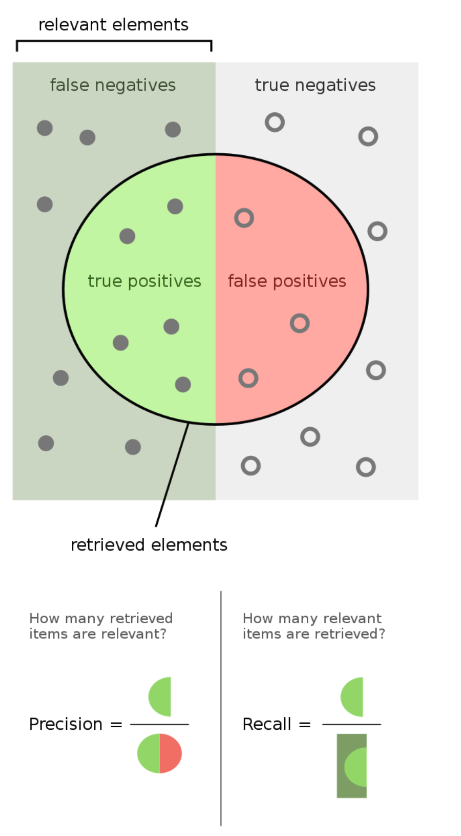 relevant elements
false negatives
true negatives
true positives
false positives
retrieved elements
How many retrieved
items are relevant?
How many relevant
items are retrieved?
Precision =
Recall =